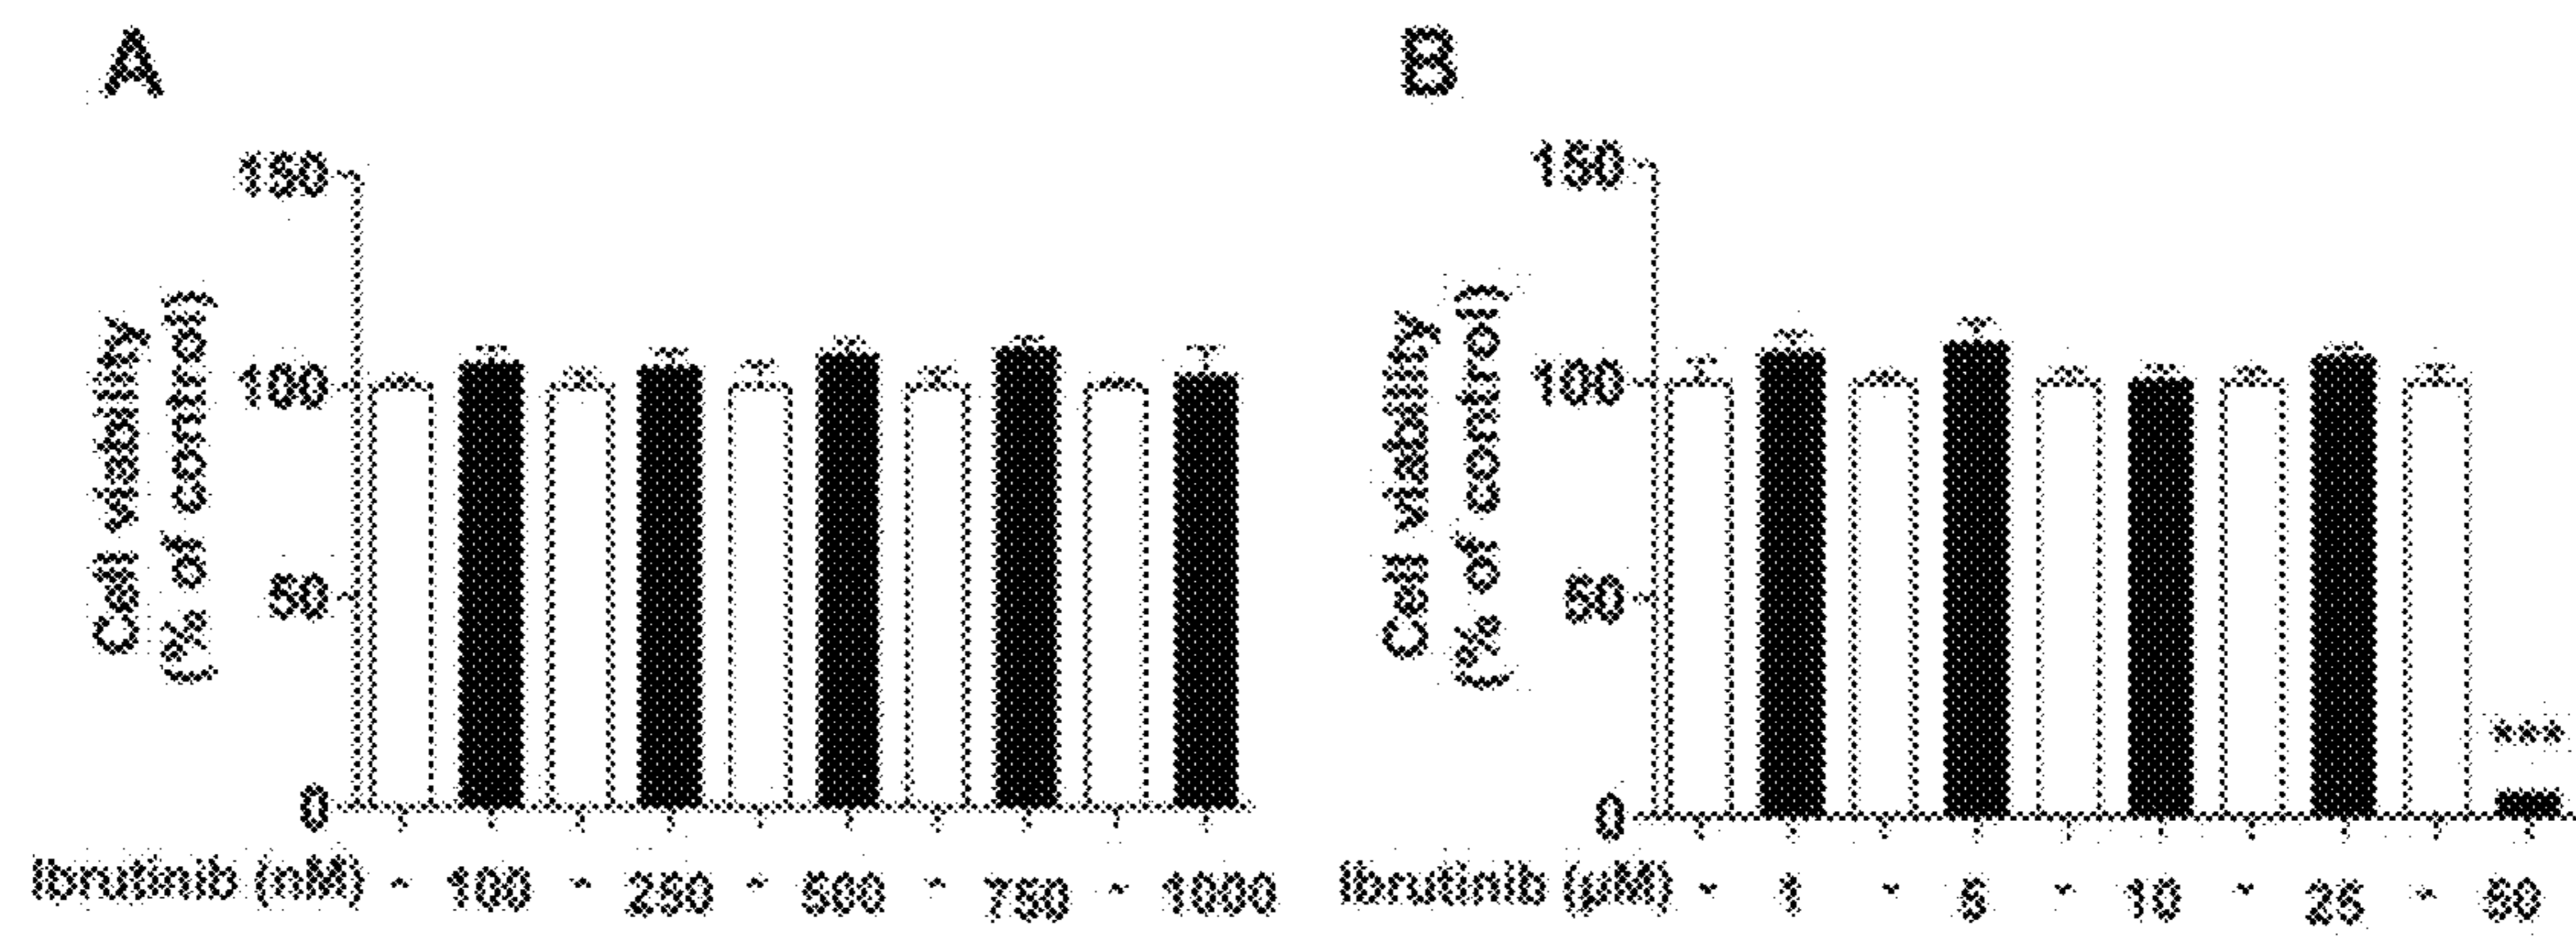 A
B
150
100
50
0
Cell viability
(% of control)
Ibrutinib (nM) - 100 - 250 - 500 - 750 - 1000
150
100
50
0
Cell viability
(% of control)
***
Ibrutinib (µM) - 1 - 5 - 10 - 25 - 50